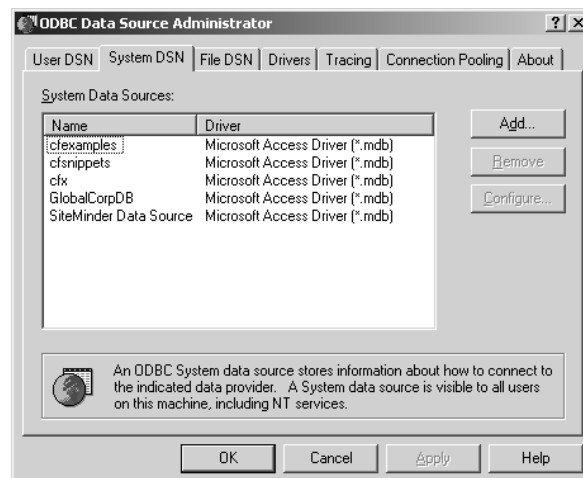 ODBC Data Source Administrator
User DSN System DSN File DSN Drivers Tracing Connection Pooling About
System Data Sources:
Name Driver
cfexamples Microsoft Access Driver (*.mdb)
cfsnippets Microsoft Access Driver (*.mdb)
cfx Microsoft Access Driver (*.mdb)
GlobalCorpDB Microsoft Access Driver (*.mdb)
SiteMinder Data Source Microsoft Access Driver (*.mdb)
Add...
Remove
Configure...
An ODBC System data source stores information about how to connect to
the indicated data provider. A System data source is visible to all users
on this machine, including NT services.
OK Cancel Apply Help